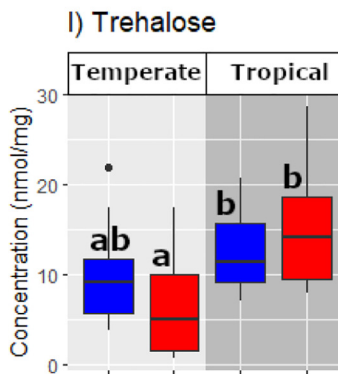 I) Trehalose
Temperate Tropical
Concentration (nmol/mg)
30
20
10
0
ab
a
b
b